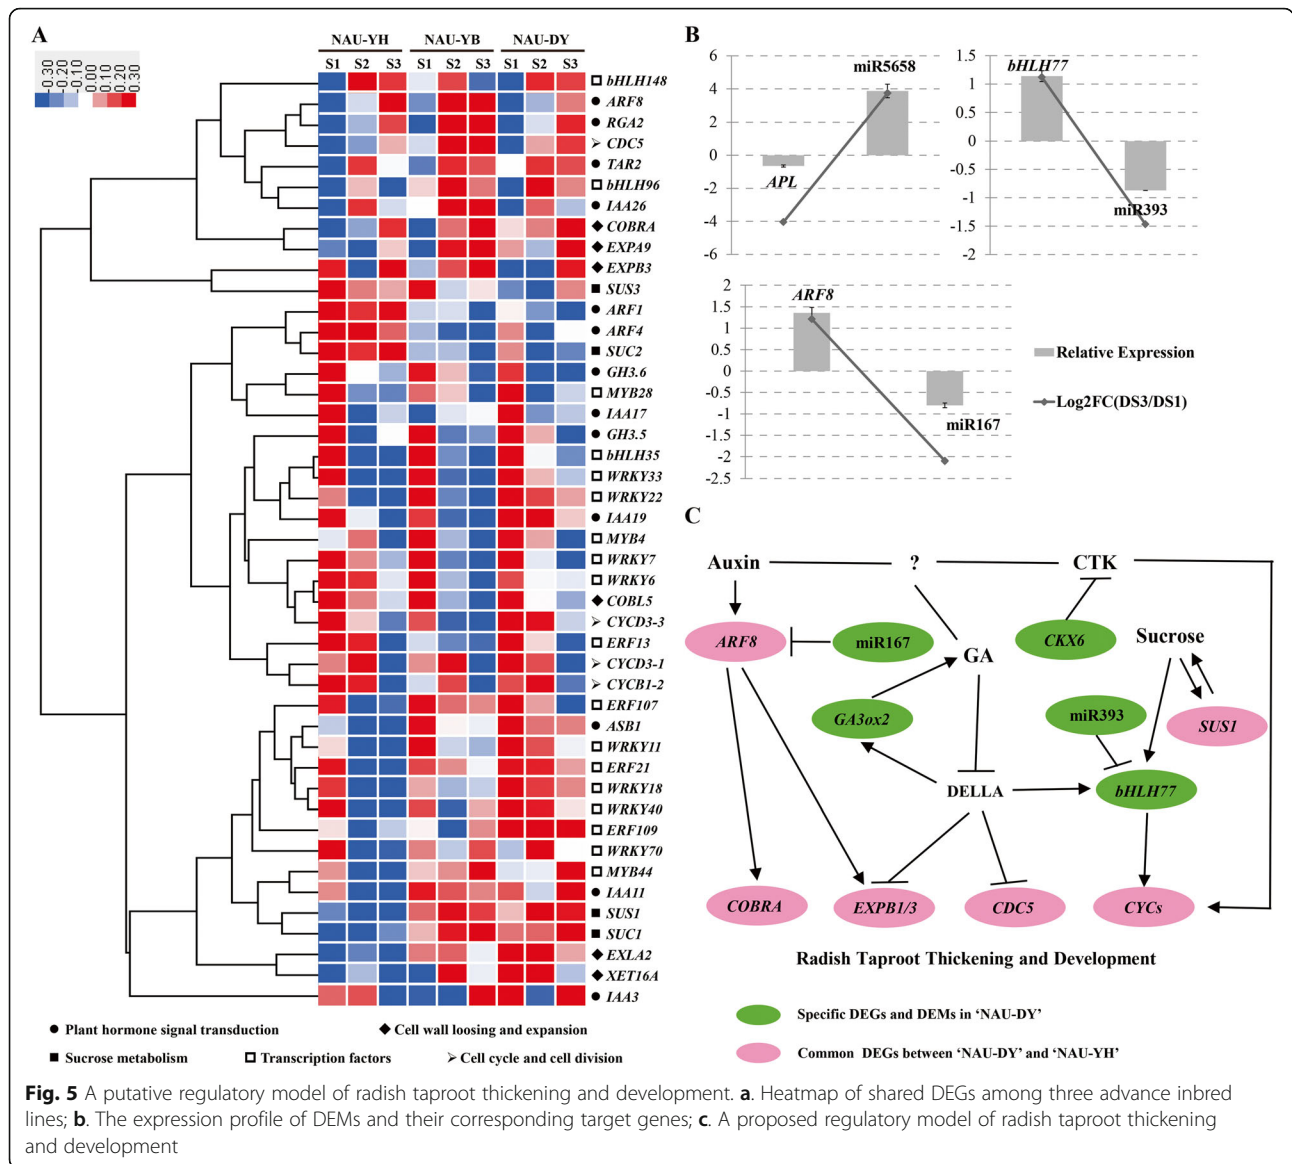 A
NAU-YH NAU-YB NAU-DY
S1 S2 S3 S1 S2 S3 S1 S2 S3
-0.30
-0.20
-0.10
0.00
0.10
0.20
0.30
bHLH148
ARF8
RGA2
CDC5
TAR2
bHLH96
IAA26
COBRA
EXPA9
EXPB3
SUS3
ARF1
ARF4
SUC2
GH3.6
MYB28
IAA17
GH3.5
bHLH35
WRKY33
WRKY22
IAA19
MYB4
WRKY7
WRKY6
COBL5
CYCD3-3
ERF13
CYCD3-1
CYCB1-2
ERF107
ASB1
WRKY11
ERF21
WRKY18
WRKY40
ERF109
WRKY70
MYB44
IAA11
SUS1
SUC1
EXLA2
XET16A
IAA3
Plant hormone signal transduction
Cell wall loosing and expansion
Sucrose metabolism
Transcription factors
Cell cycle and cell division
B
6
4
2
0
-2
-4
-6
miR5658
APL
1.5
1
0.5
0
-0.5
-1
-1.5
-2
bHLH77
miR393
2
1.5
1
0.5
0
-0.5
-1
-1.5
-2
-2.5
ARF8
miR167
Relative Expression
Log2FC(DS3/DS1)
C
Auxin ? CTK
ARF8 miR167 GA CKX6 Sucrose
GA3ox2 miR393 SUS1
DELLA bHLH77
COBRA EXPB1/3 CDC5 CYCs
Radish Taproot Thickening and Development
Specific DEGs and DEMs in 'NAU-DY'
Common DEGs between 'NAU-DY' and 'NAU-YH'
Fig. 5 A putative regulatory model of radish taproot thickening and development. a. Heatmap of shared DEGs among three advance inbred
lines; b. The expression profile of DEMs and their corresponding target genes; c. A proposed regulatory model of radish taproot thickening
and development